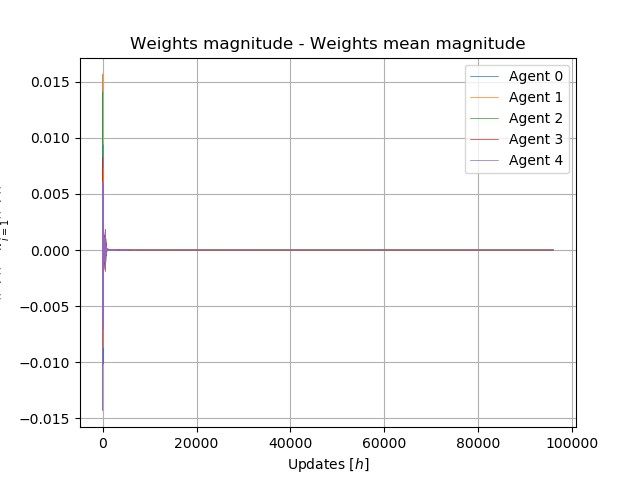 Weights magnitude - Weights mean magnitude
0.015
0.010
0.005
0.000
−0.005
−0.010
−0.015
0
20000
40000
60000
80000
100000
Updates [h]
Agent 0
Agent 1
Agent 2
Agent 3
Agent 4